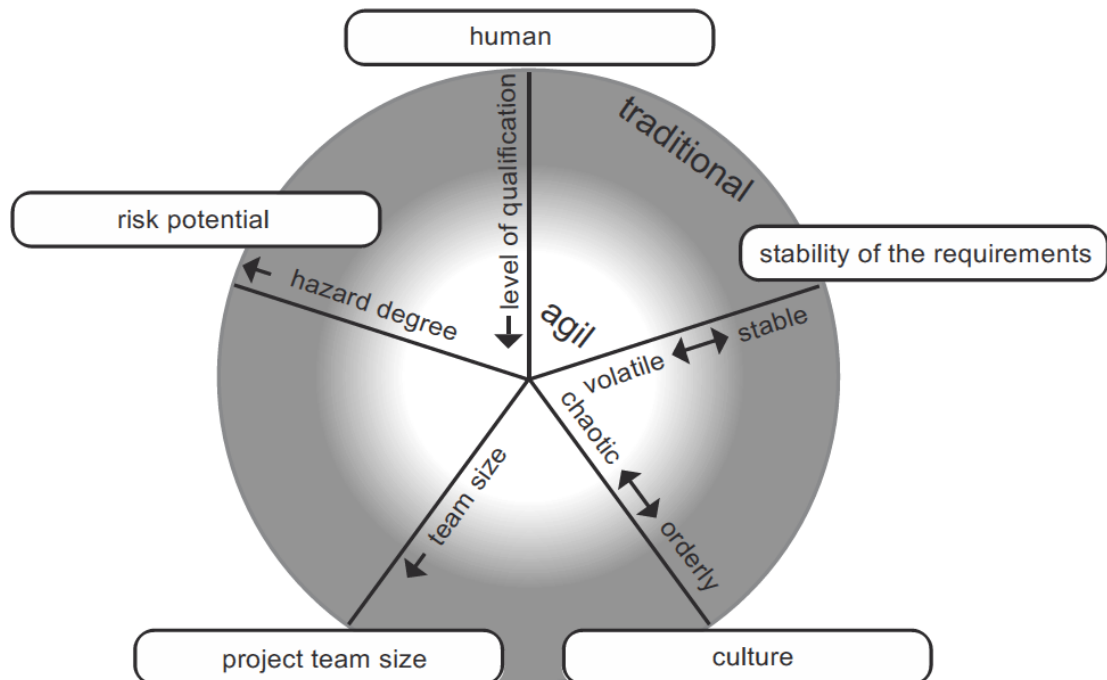 human
traditional
level of qualification
risk potential
stability of the requirements
hazard degree
agil
stable
volatile
chaotic
team size
orderly
project team size
culture